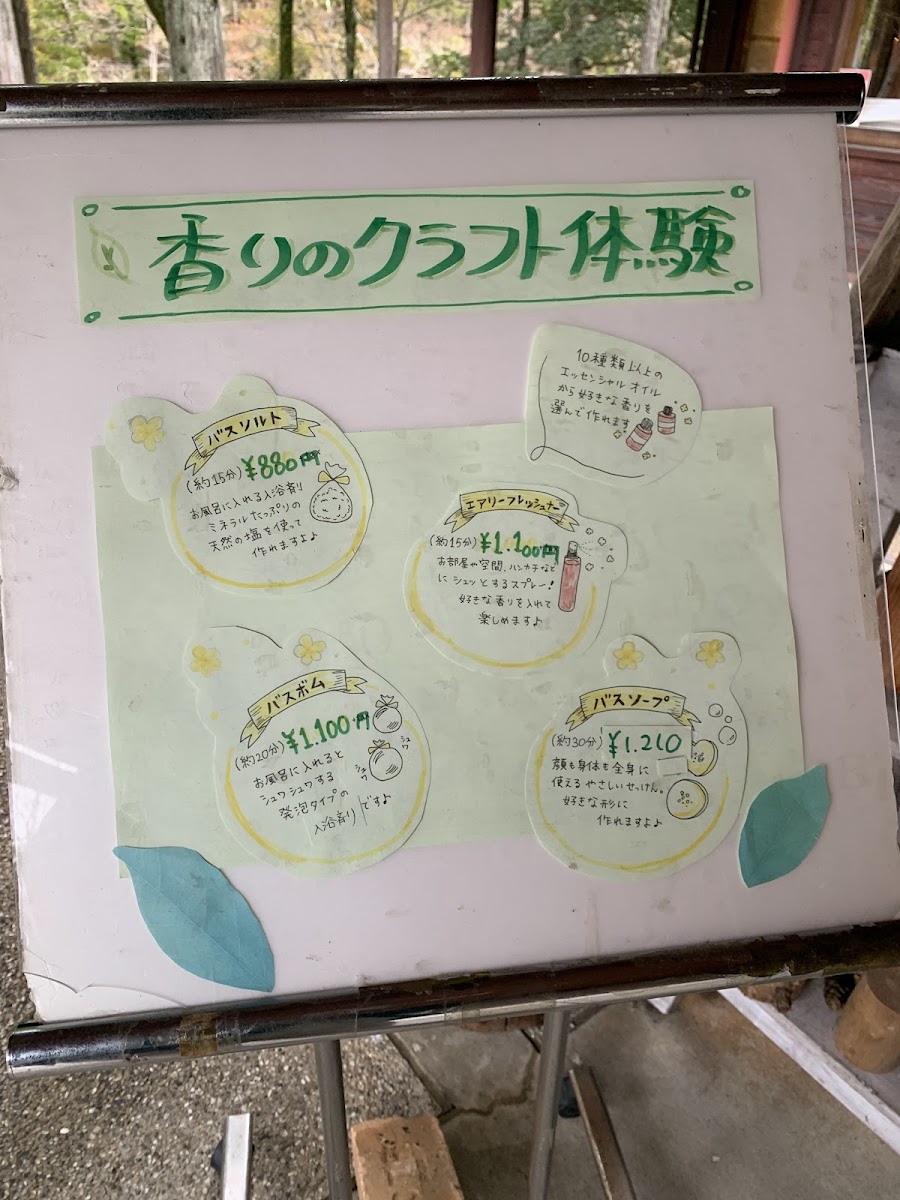 香りのクラフト体験
10種類以上の
エッセンシャルオイル
から好きな香りを
選んで作れます
バスソルト
(約15分) ¥880円
お風呂に入れる入浴剤♪
ミネラルたっぷりの
天然の塩を使って
作れますよ♪
エアリーフレッシュナー
(約15分) ¥1.100円
お部屋や空間、ハンカチなど
にシュッとするスプレー!
好きな香りを入れて
楽しめます♪
バスボム
(約20分) ¥1.100円
お風呂に入れると
シュワシュワする
発泡タイプの
入浴剤ですよ
シュワ
シュワ
バスソープ
(約30分) ¥1.210
顔も身体も全身に
使えるやさしいせっけん。
好きな形に
作れますよ♪